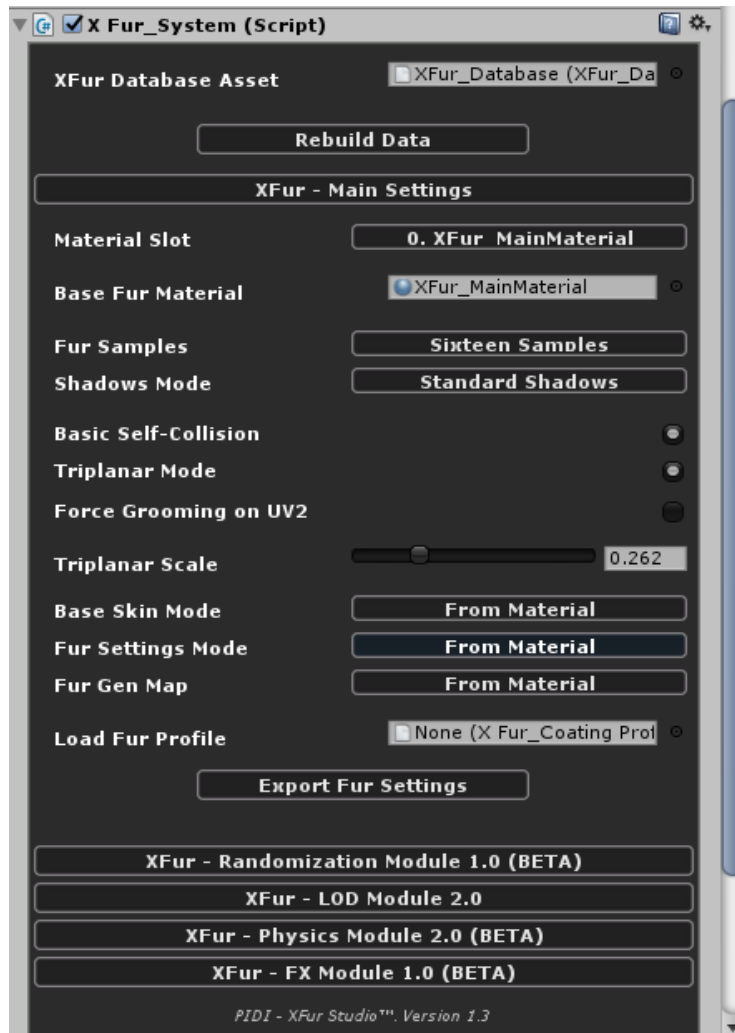 X Fur_System (Script)
XFur Database Asset XFur_Database (XFur_Da
Rebuild Data
XFur - Main Settings
Material Slot 0. XFur MainMaterial
Base Fur Material XFur_MainMaterial
Fur Samples Sixteen Samples
Shadows Mode Standard Shadows
Basic Self-Collision
Triplanar Mode
Force Grooming on UV2
Triplanar Scale 0.262
Base Skin Mode From Material
Fur Settings Mode From Material
Fur Gen Map From Material
Load Fur Profile None (X Fur_Coating Prof
Export Fur Settings
XFur - Randomization Module 1.0 (BETA)
XFur - LOD Module 2.0
XFur - Physics Module 2.0 (BETA)
XFur - FX Module 1.0 (BETA)
PIDI - XFur Studio™. Version 1.3